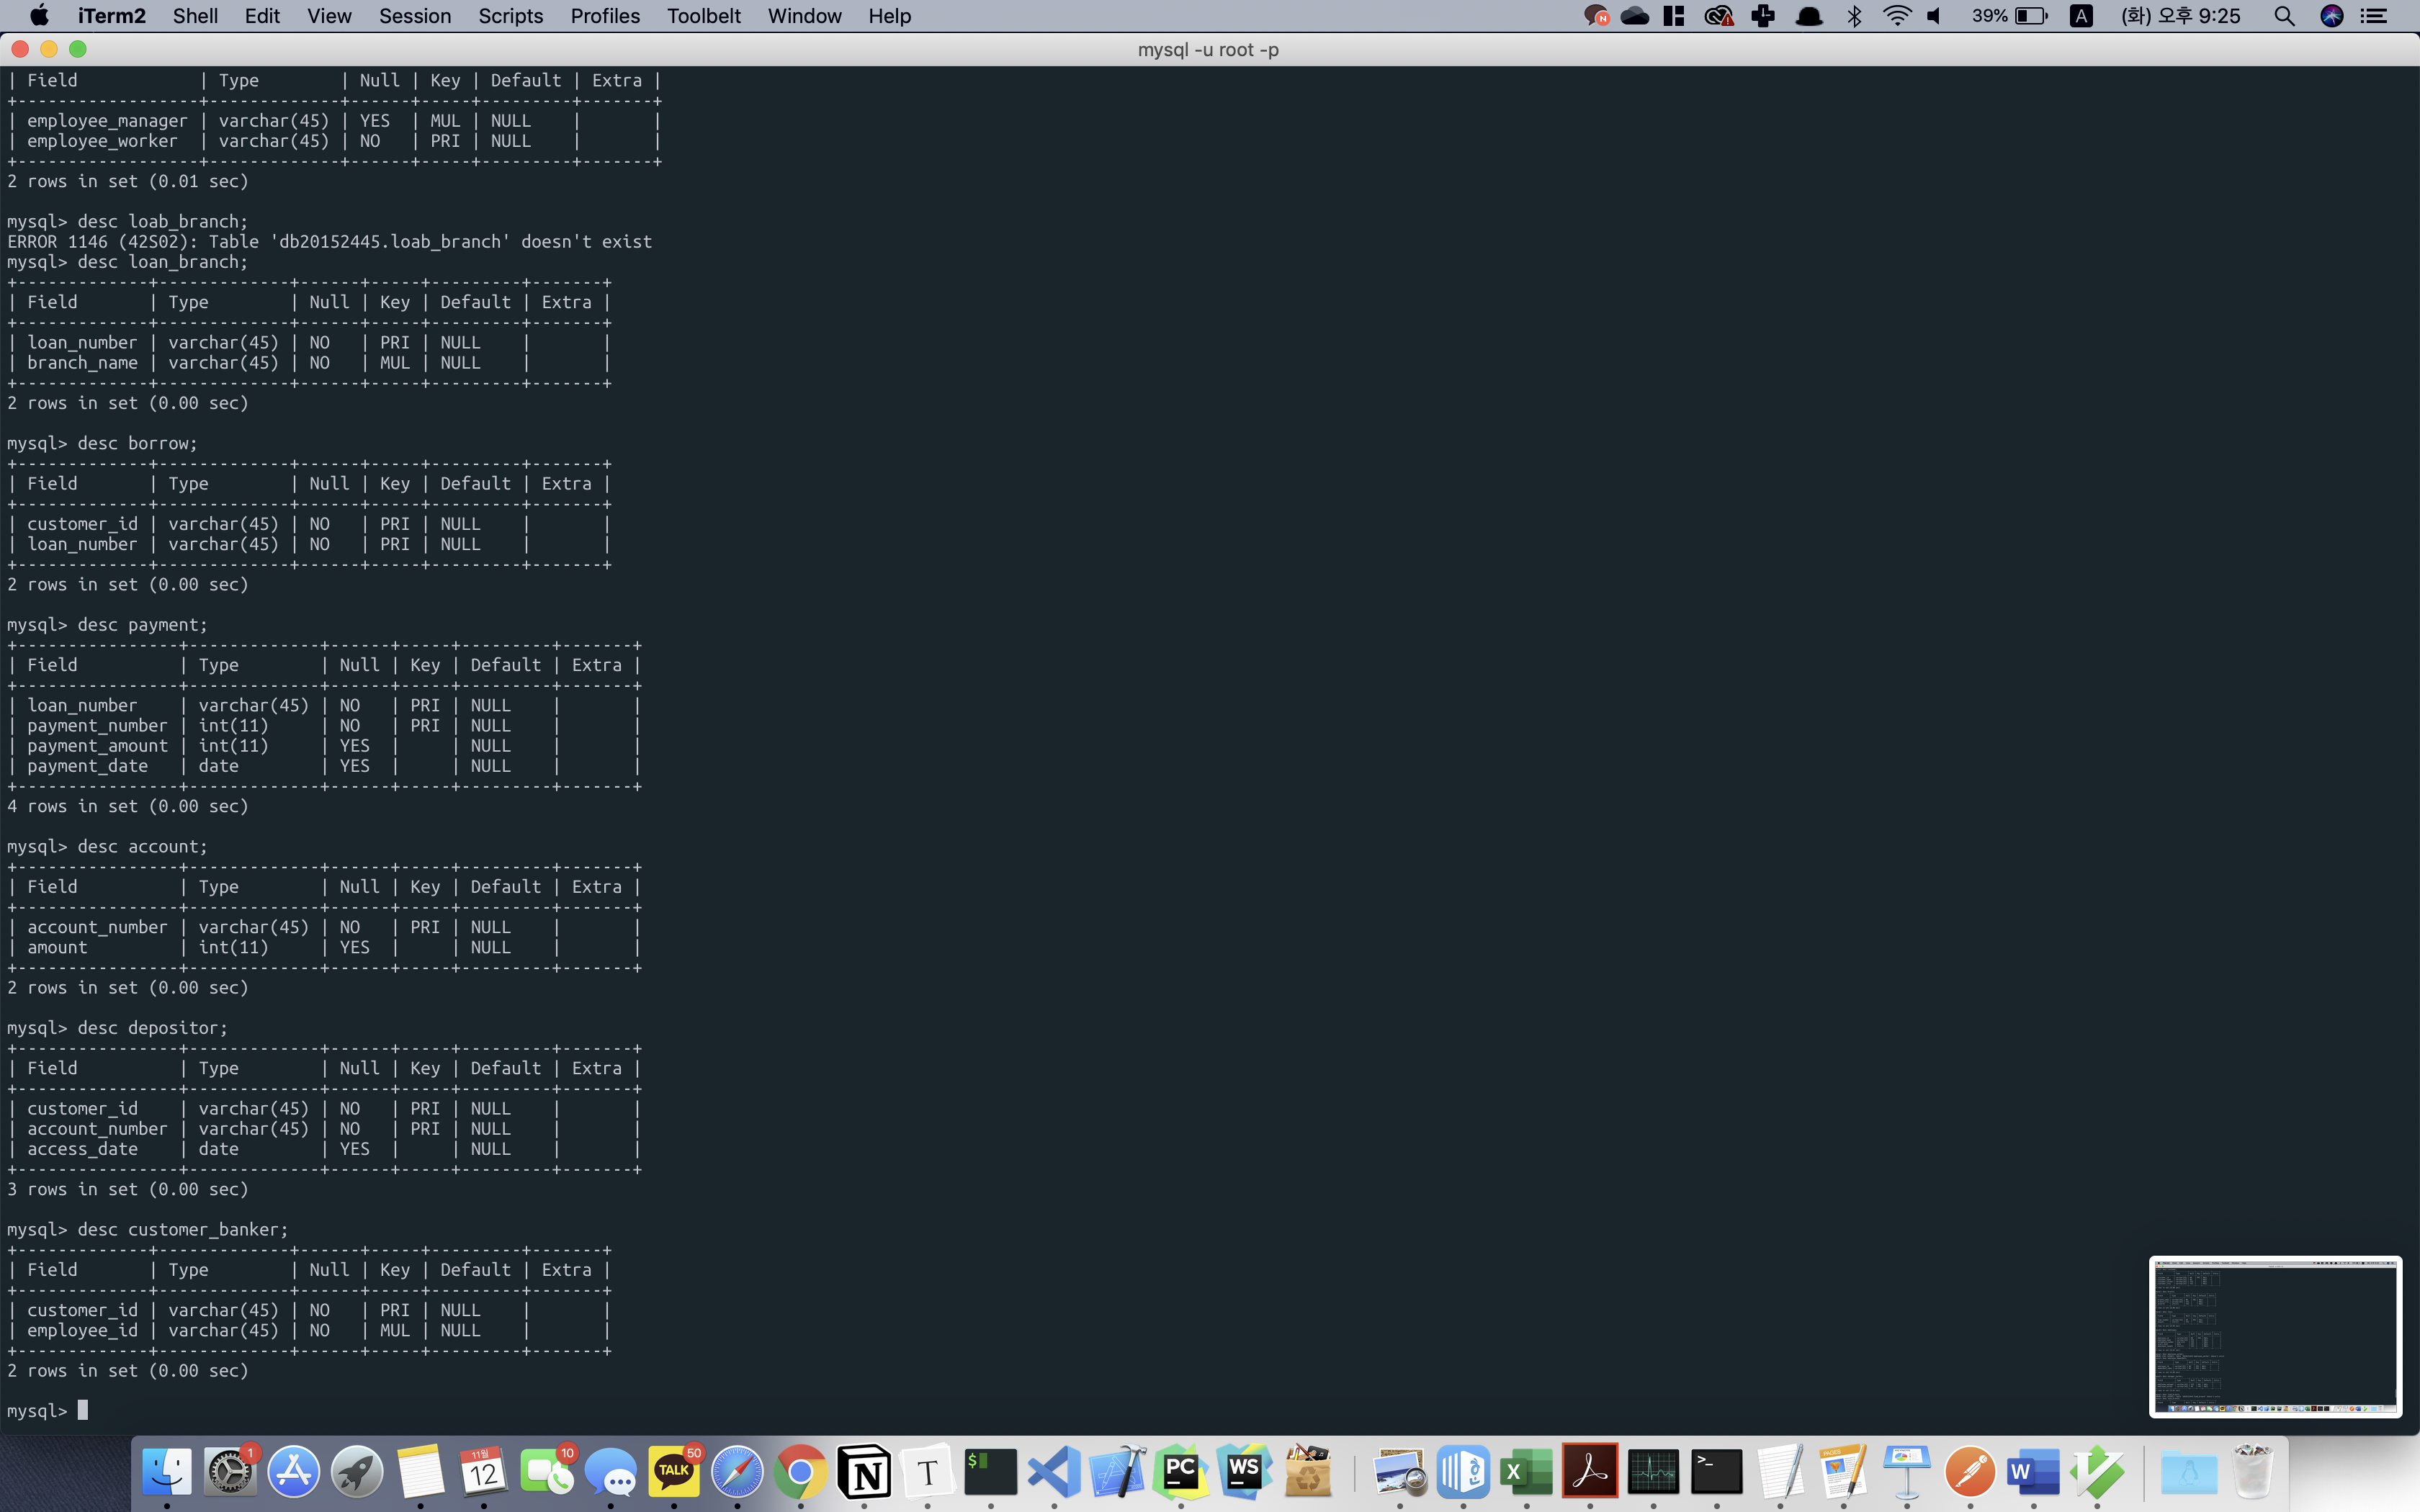 iTerm2 Shell Edit View Session Scripts Profiles Toolbelt Window Help N 39% A (화) 오후 9:25
mysql -u root -p
| Field            | Type        | Null | Key | Default | Extra |
+------------------+-------------+------+-----+---------+-------+
| employee_manager | varchar(45) | YES  | MUL | NULL    |       |
| employee_worker  | varchar(45) | NO   | PRI | NULL    |       |
+------------------+-------------+------+-----+---------+-------+
2 rows in set (0.01 sec)
mysql> desc loab_branch;
ERROR 1146 (42S02): Table 'db20152445.loab_branch' doesn't exist
mysql> desc loan_branch;
+-------------+-------------+------+-----+---------+-------+
| Field       | Type        | Null | Key | Default | Extra |
+-------------+-------------+------+-----+---------+-------+
| loan_number | varchar(45) | NO   | PRI | NULL    |       |
| branch_name | varchar(45) | NO   | MUL | NULL    |       |
+-------------+-------------+------+-----+---------+-------+
2 rows in set (0.00 sec)
mysql> desc borrow;
+-------------+-------------+------+-----+---------+-------+
| Field       | Type        | Null | Key | Default | Extra |
+-------------+-------------+------+-----+---------+-------+
| customer_id | varchar(45) | NO   | PRI | NULL    |       |
| loan_number | varchar(45) | NO   | PRI | NULL    |       |
+-------------+-------------+------+-----+---------+-------+
2 rows in set (0.00 sec)
mysql> desc payment;
+----------------+-------------+------+-----+---------+-------+
| Field          | Type        | Null | Key | Default | Extra |
+----------------+-------------+------+-----+---------+-------+
| loan_number    | varchar(45) | NO   | PRI | NULL    |       |
| payment_number | int(11)     | NO   | PRI | NULL    |       |
| payment_amount | int(11)     | YES  |     | NULL    |       |
| payment_date   | date        | YES  |     | NULL    |       |
+----------------+-------------+------+-----+---------+-------+
4 rows in set (0.00 sec)
mysql> desc account;
+----------------+-------------+------+-----+---------+-------+
| Field          | Type        | Null | Key | Default | Extra |
+----------------+-------------+------+-----+---------+-------+
| account_number | varchar(45) | NO   | PRI | NULL    |       |
| amount         | int(11)     | YES  |     | NULL    |       |
+----------------+-------------+------+-----+---------+-------+
2 rows in set (0.00 sec)
mysql> desc depositor;
+----------------+-------------+------+-----+---------+-------+
| Field          | Type        | Null | Key | Default | Extra |
+----------------+-------------+------+-----+---------+-------+
| customer_id    | varchar(45) | NO   | PRI | NULL    |       |
| account_number | varchar(45) | NO   | PRI | NULL    |       |
| access_date    | date        | YES  |     | NULL    |       |
+----------------+-------------+------+-----+---------+-------+
3 rows in set (0.00 sec)
mysql> desc customer_banker;
+-------------+-------------+------+-----+---------+-------+
| Field       | Type        | Null | Key | Default | Extra |
+-------------+-------------+------+-----+---------+-------+
| customer_id | varchar(45) | NO   | PRI | NULL    |       |
| employee_id | varchar(45) | NO   | MUL | NULL    |       |
+-------------+-------------+------+-----+---------+-------+
2 rows in set (0.00 sec)
mysql>
1 11월 12 10 TALK 50 N T $ PC WS X >_ PAGES W